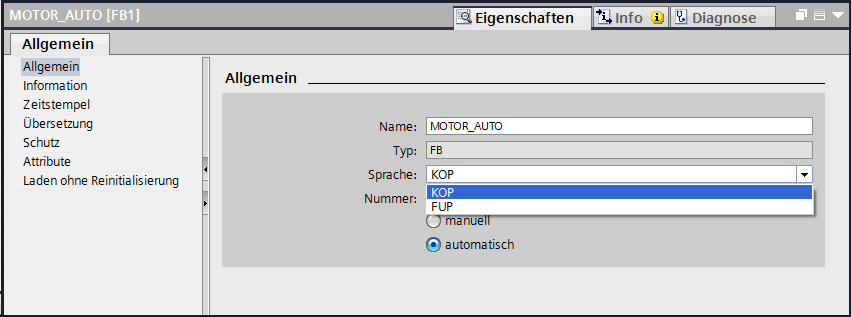 MOTOR_AUTO [FB1]
Eigenschaften
Info
Diagnose
Allgemein
Allgemein
Information
Zeitstempel
Übersetzung
Schutz
Attribute
Laden ohne Reinitialisierung
Allgemein
Name: MOTOR_AUTO
Typ: FB
Sprache: KOP
KOP
FUP
Nummer:
manuell
automatisch